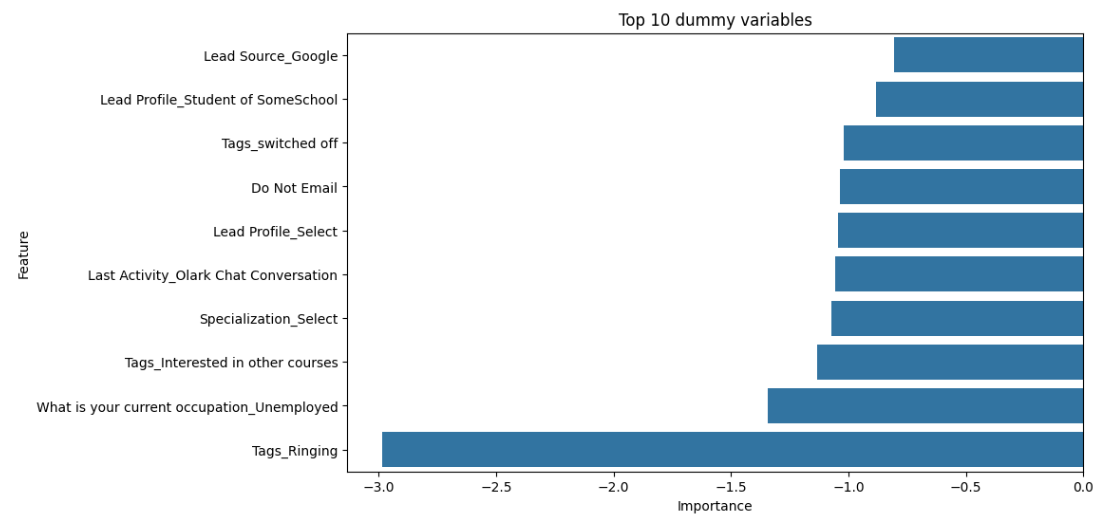 Top 10 dummy variables
Lead Source_Google
Lead Profile_Student of SomeSchool
Tags_switched off
Do Not Email
Lead Profile_Select
Last Activity_Olark Chat Conversation
Specialization_Select
Tags_Interested in other courses
What is your current occupation_Unemployed
Tags_Ringing
Feature
−3.0 −2.5 −2.0 −1.5 −1.0 −0.5 0.0
Importance